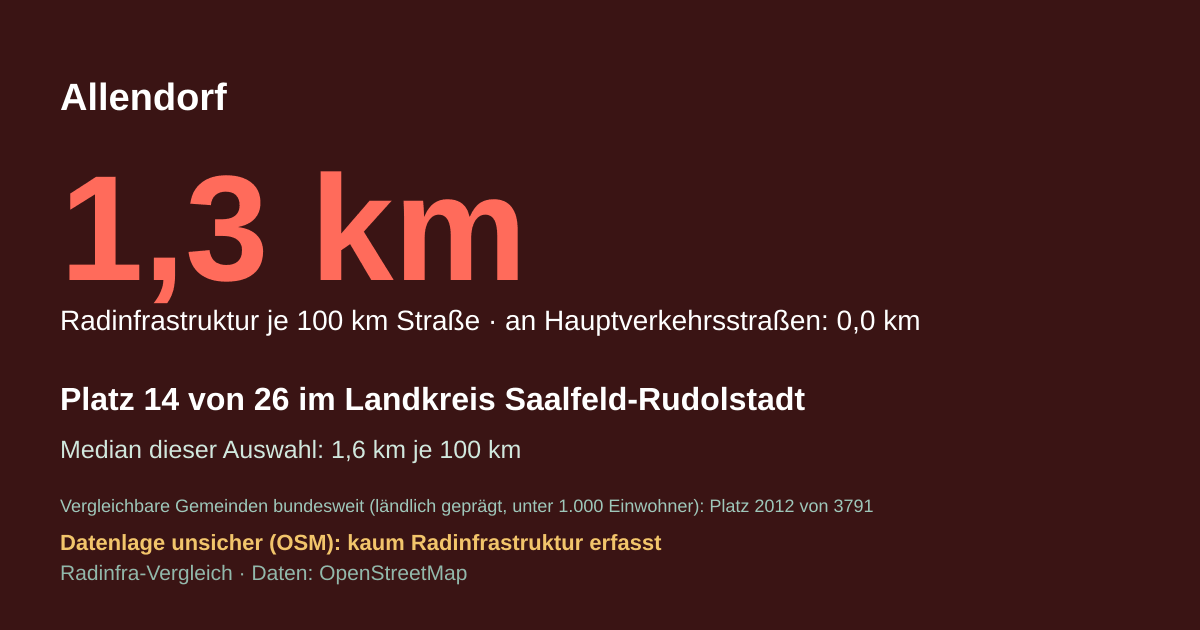 Allendorf
1,3 km
Radinfrastruktur je 100 km Straße · an Hauptverkehrsstraßen: 0,0 km
Platz 14 von 26 im Landkreis Saalfeld-Rudolstadt
Median dieser Auswahl: 1,6 km je 100 km
Vergleichbare Gemeinden bundesweit (ländlich geprägt, unter 1.000 Einwohner): Platz 2012 von 3791
Datenlage unsicher (OSM): kaum Radinfrastruktur erfasst
Radinfra-Vergleich · Daten: OpenStreetMap